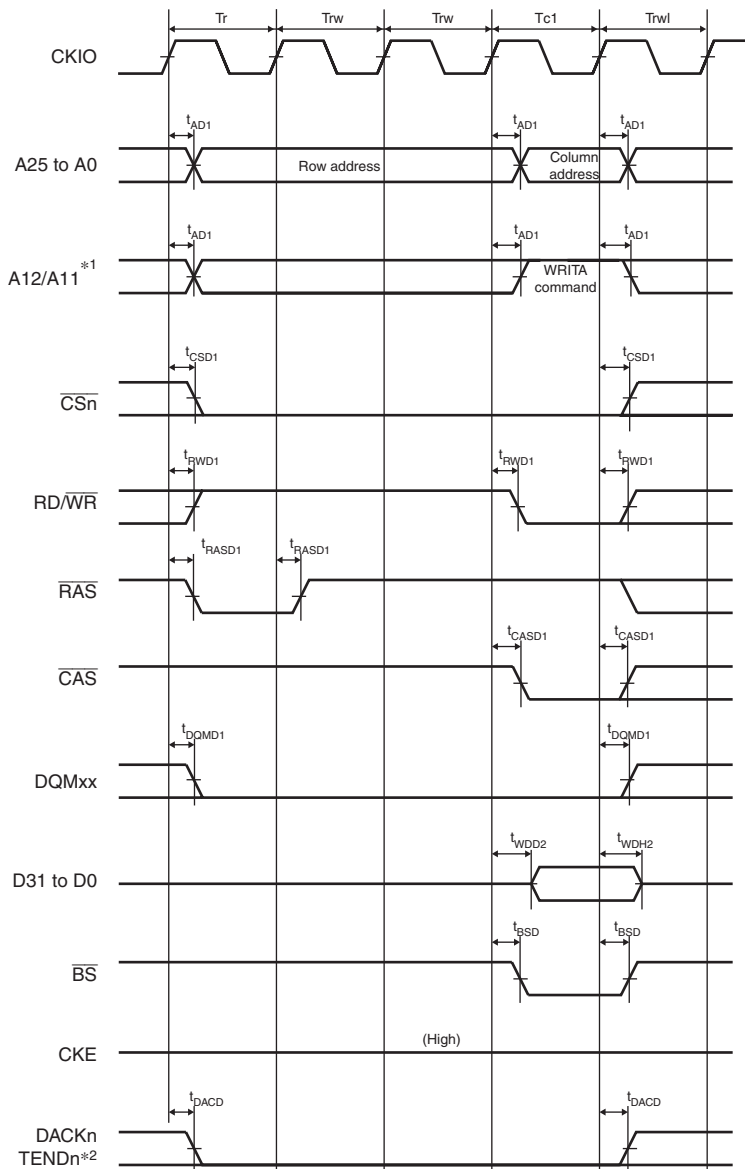 Tr Trw Trw Tc1 Trwl
CKIO
tAD1 tAD1 tAD1
A25 to A0 Row address Column address
tAD1 tAD1 tAD1
A12/A11*1 WRITA command
tCSD1 tCSD1
CSn
tRWD1 tRWD1 tRWD1
RD/WR
tRASD1 tRASD1
RAS
tCASD1 tCASD1
CAS
tDQMD1 tDQMD1
DQMxx
tWDD2 tWDH2
D31 to D0
tBSD tBSD
BS
(High)
CKE
tDACD tDACD
DACKn
TENDn*2